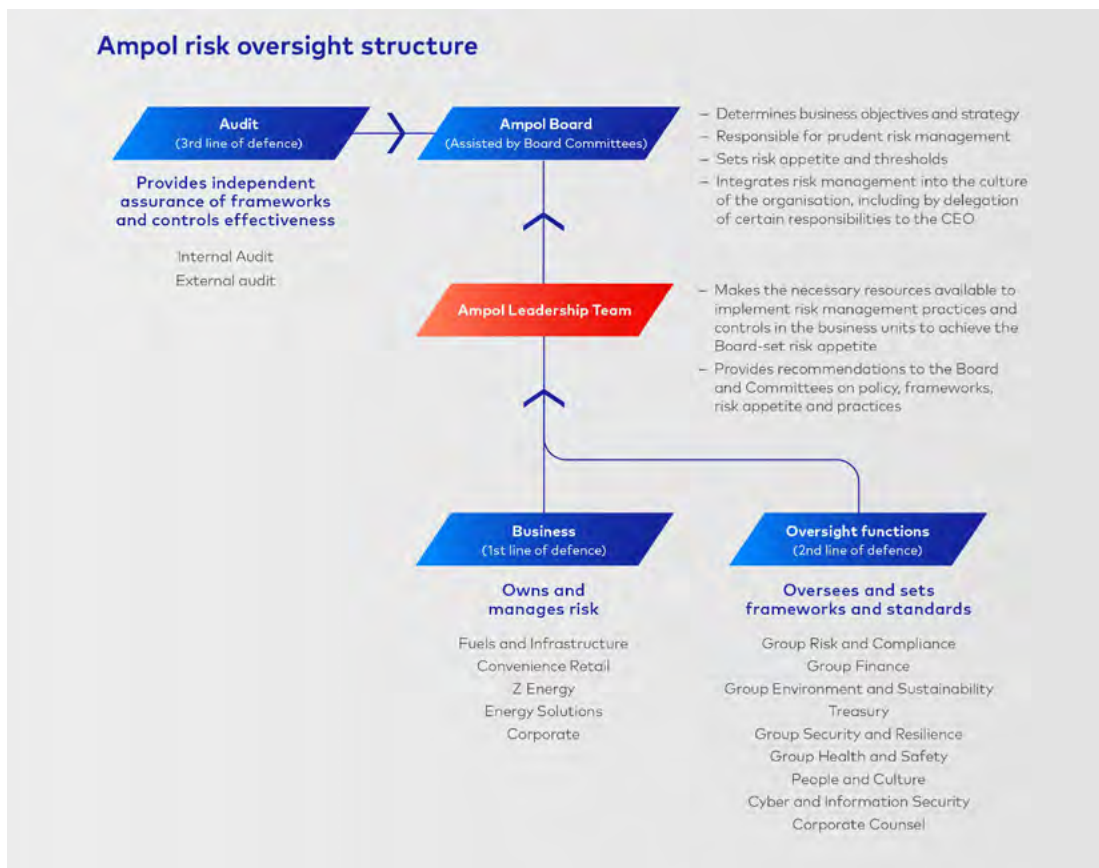 Ampol risk oversight structure
Audit
(3rd line of defence)
Provides independent
assurance of frameworks
and controls effectiveness
Internal Audit
External audit
Ampol Board
(Assisted by Board Committees)
– Determines business objectives and strategy
– Responsible for prudent risk management
– Sets risk appetite and thresholds
– Integrates risk management into the culture
of the organisation, including by delegation
of certain responsibilities to the CEO
Ampol Leadership Team
– Makes the necessary resources available to
implement risk management practices and
controls in the business units to achieve the
Board-set risk appetite
– Provides recommendations to the Board
and Committees on policy, frameworks,
risk appetite and practices
Business
(1st line of defence)
Owns and
manages risk
Fuels and Infrastructure
Convenience Retail
Z Energy
Energy Solutions
Corporate
Oversight functions
(2nd line of defence)
Oversees and sets
frameworks and standards
Group Risk and Compliance
Group Finance
Group Environment and Sustainability
Treasury
Group Security and Resilience
Group Health and Safety
People and Culture
Cyber and Information Security
Corporate Counsel